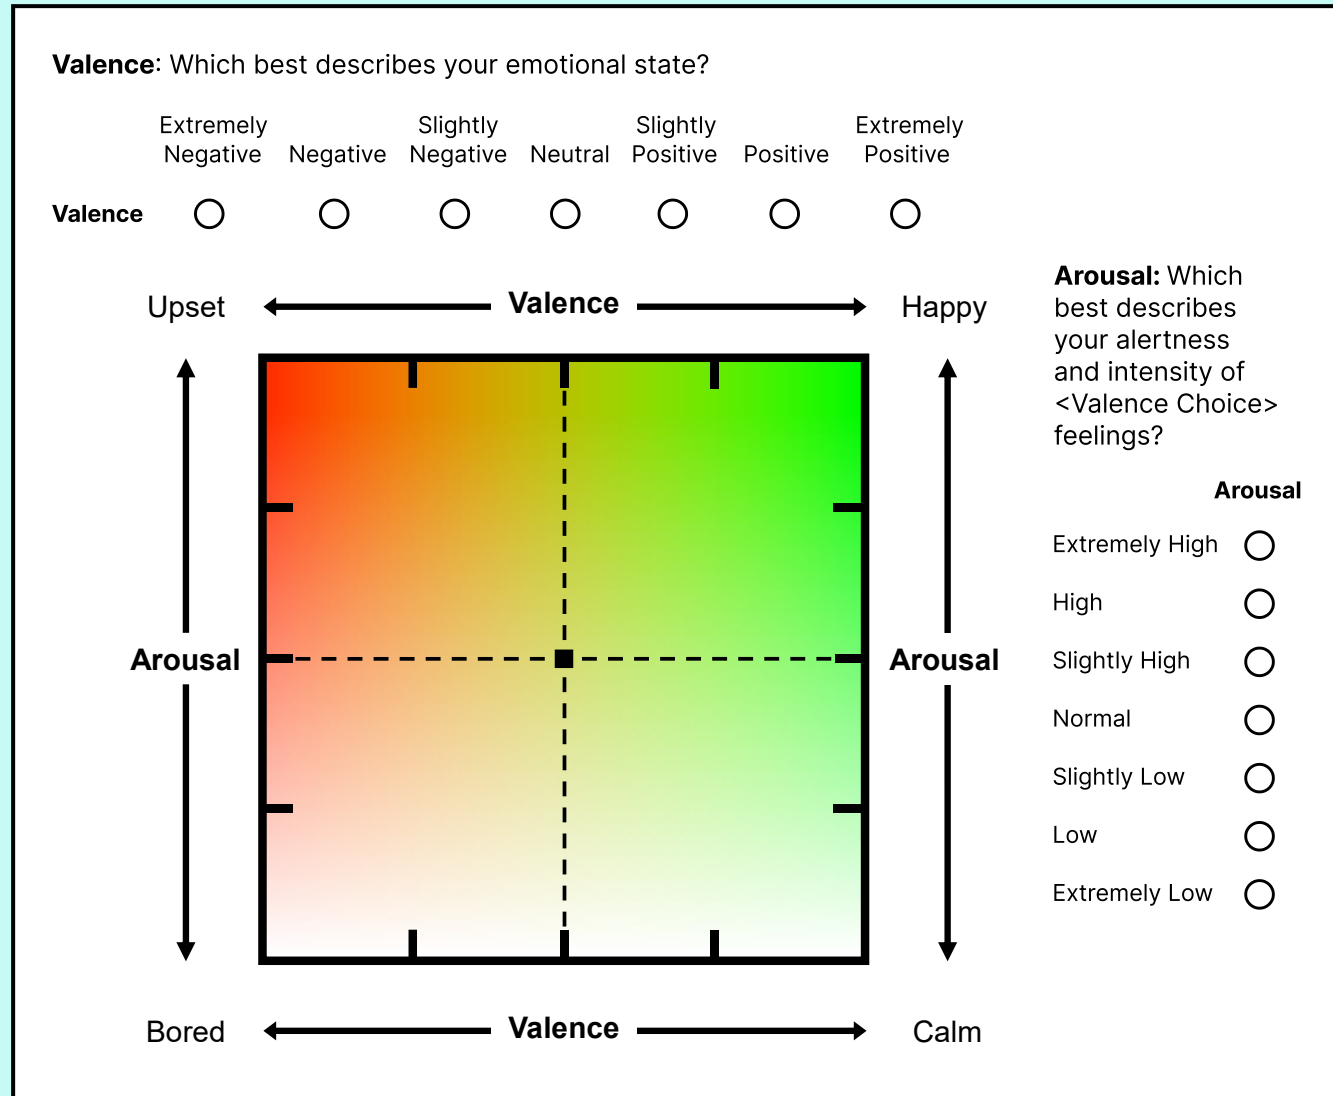 Valence: Which best describes your emotional state?
Extremely Negative Negative Slightly Negative Neutral Slightly Positive Positive Extremely Positive
Valence
Upset Valence Happy
Arousal: Which
best describes
your alertness
and intensity of
<Valence Choice>
feelings?
Arousal
Extremely High
High
Arousal Arousal
Slightly High
Normal
Slightly Low
Low
Extremely Low
Bored Valence Calm